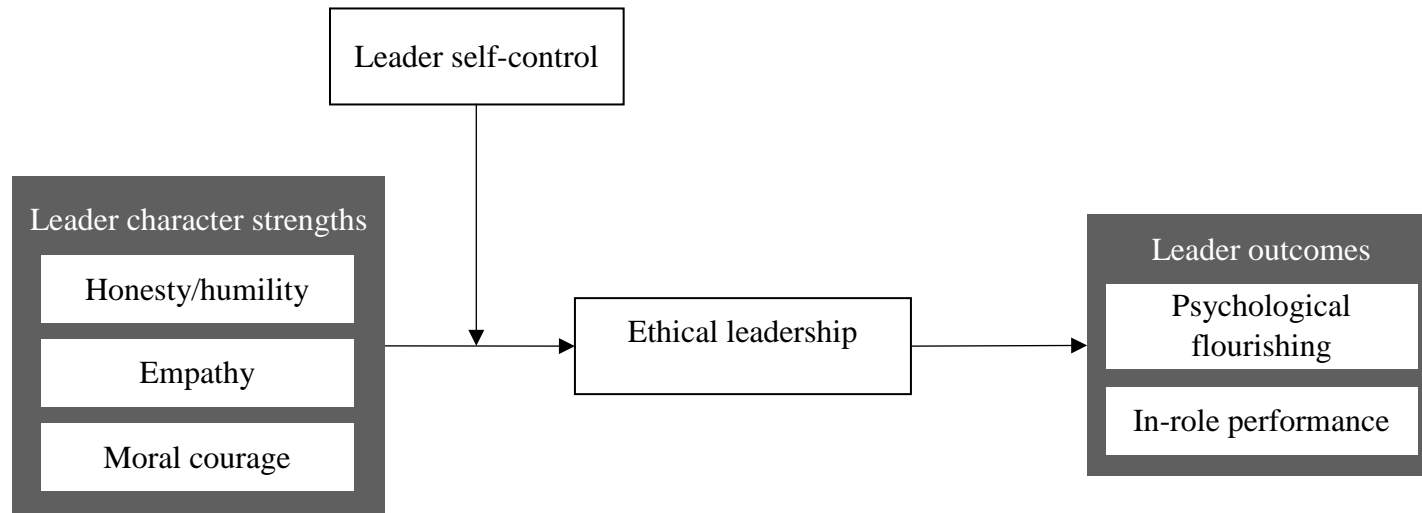 Leader self-control
Leader character strengths
Honesty/humility
Empathy
Moral courage
Ethical leadership
Leader outcomes
Psychological
flourishing
In-role performance